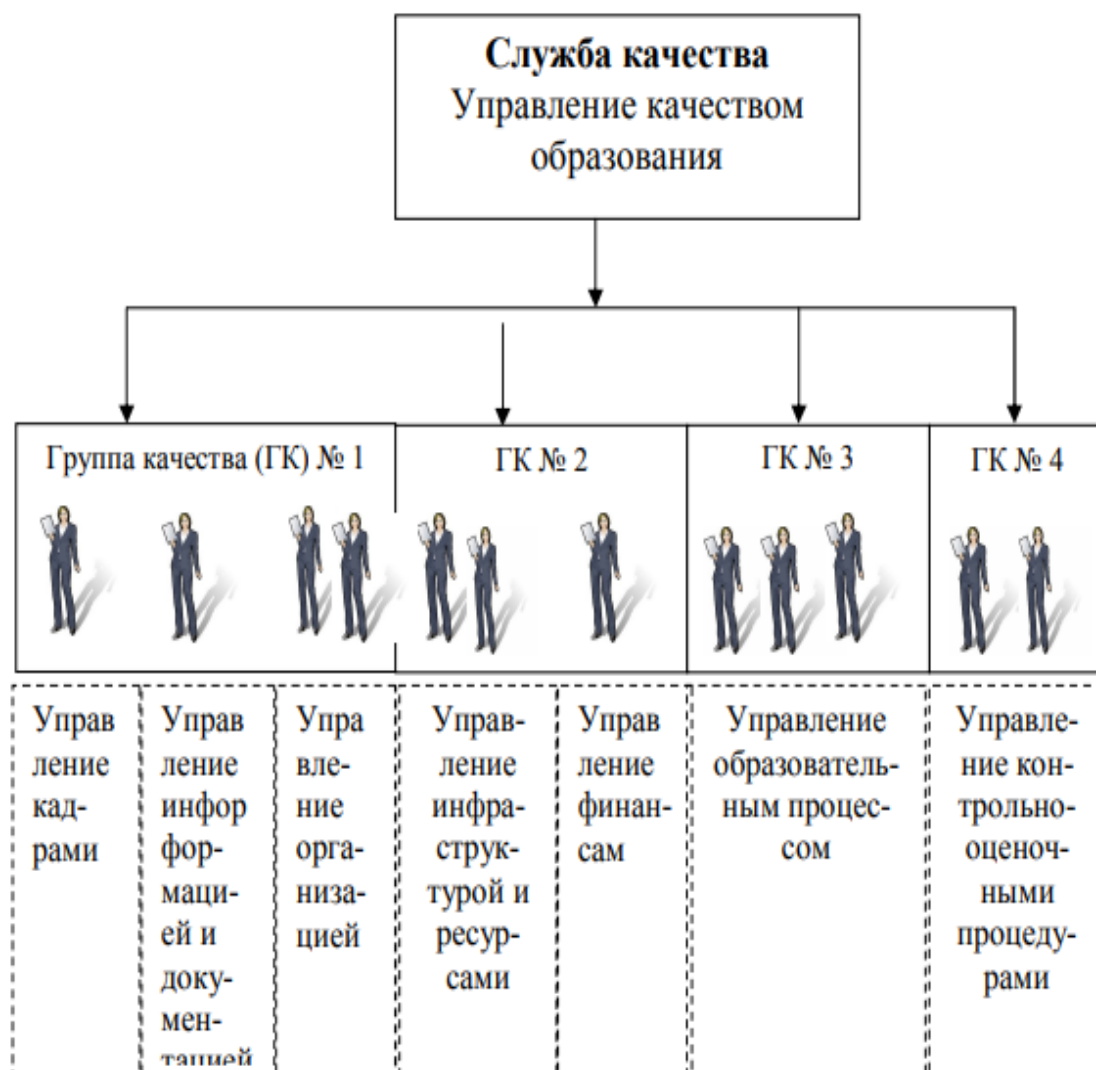 Служба качества
Управление качеством
образования
Группа качества (ГК) № 1
ГК № 2
ГК № 3
ГК № 4
Управ
ление
кад-
рами
Управ
ление
инфор
фор-
маци-
ей и
доку-
мен-
тацией
Упра
вле-
ние
орга-
низа-
цией
Управ-
ление
инфра-
струк-
турой и
ресур-
сами
Управ
ление
финан-
сам
Управление
образователь-
ным процес-
сом
Управле-
ние кон-
трольно-
оценоч-
ными
процеду-
рами